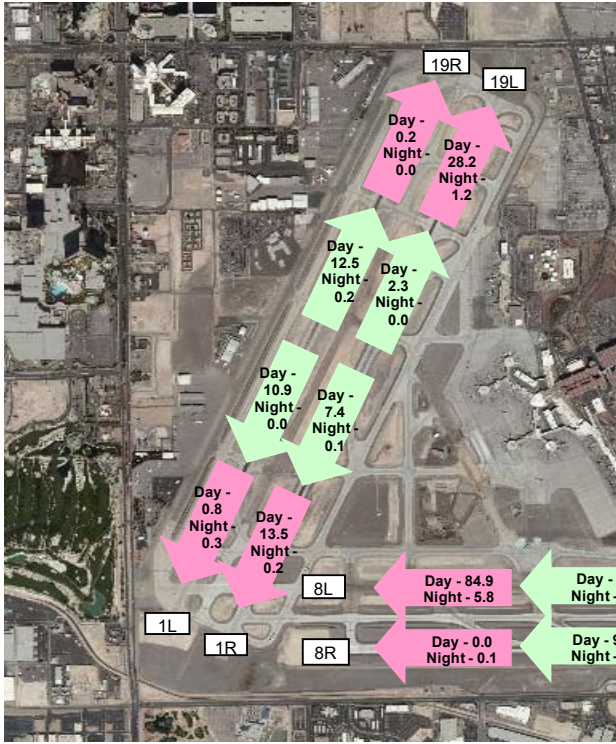 19R
19L
Day -
0.2
Night -
0.0
Day -
28.2
Night -
1.2
Day -
12.5
Night -
0.2
Day -
2.3
Night -
0.0
Day -
10.9
Night -
0.0
Day -
7.4
Night -
0.1
Day -
0.8
Night -
0.3
Day -
13.5
Night -
0.2
8L
Day - 84.9
Night - 5.8
Day -
Night -
1L
1R
8R
Day - 0.0
Night - 0.1
Day - 9
Night -